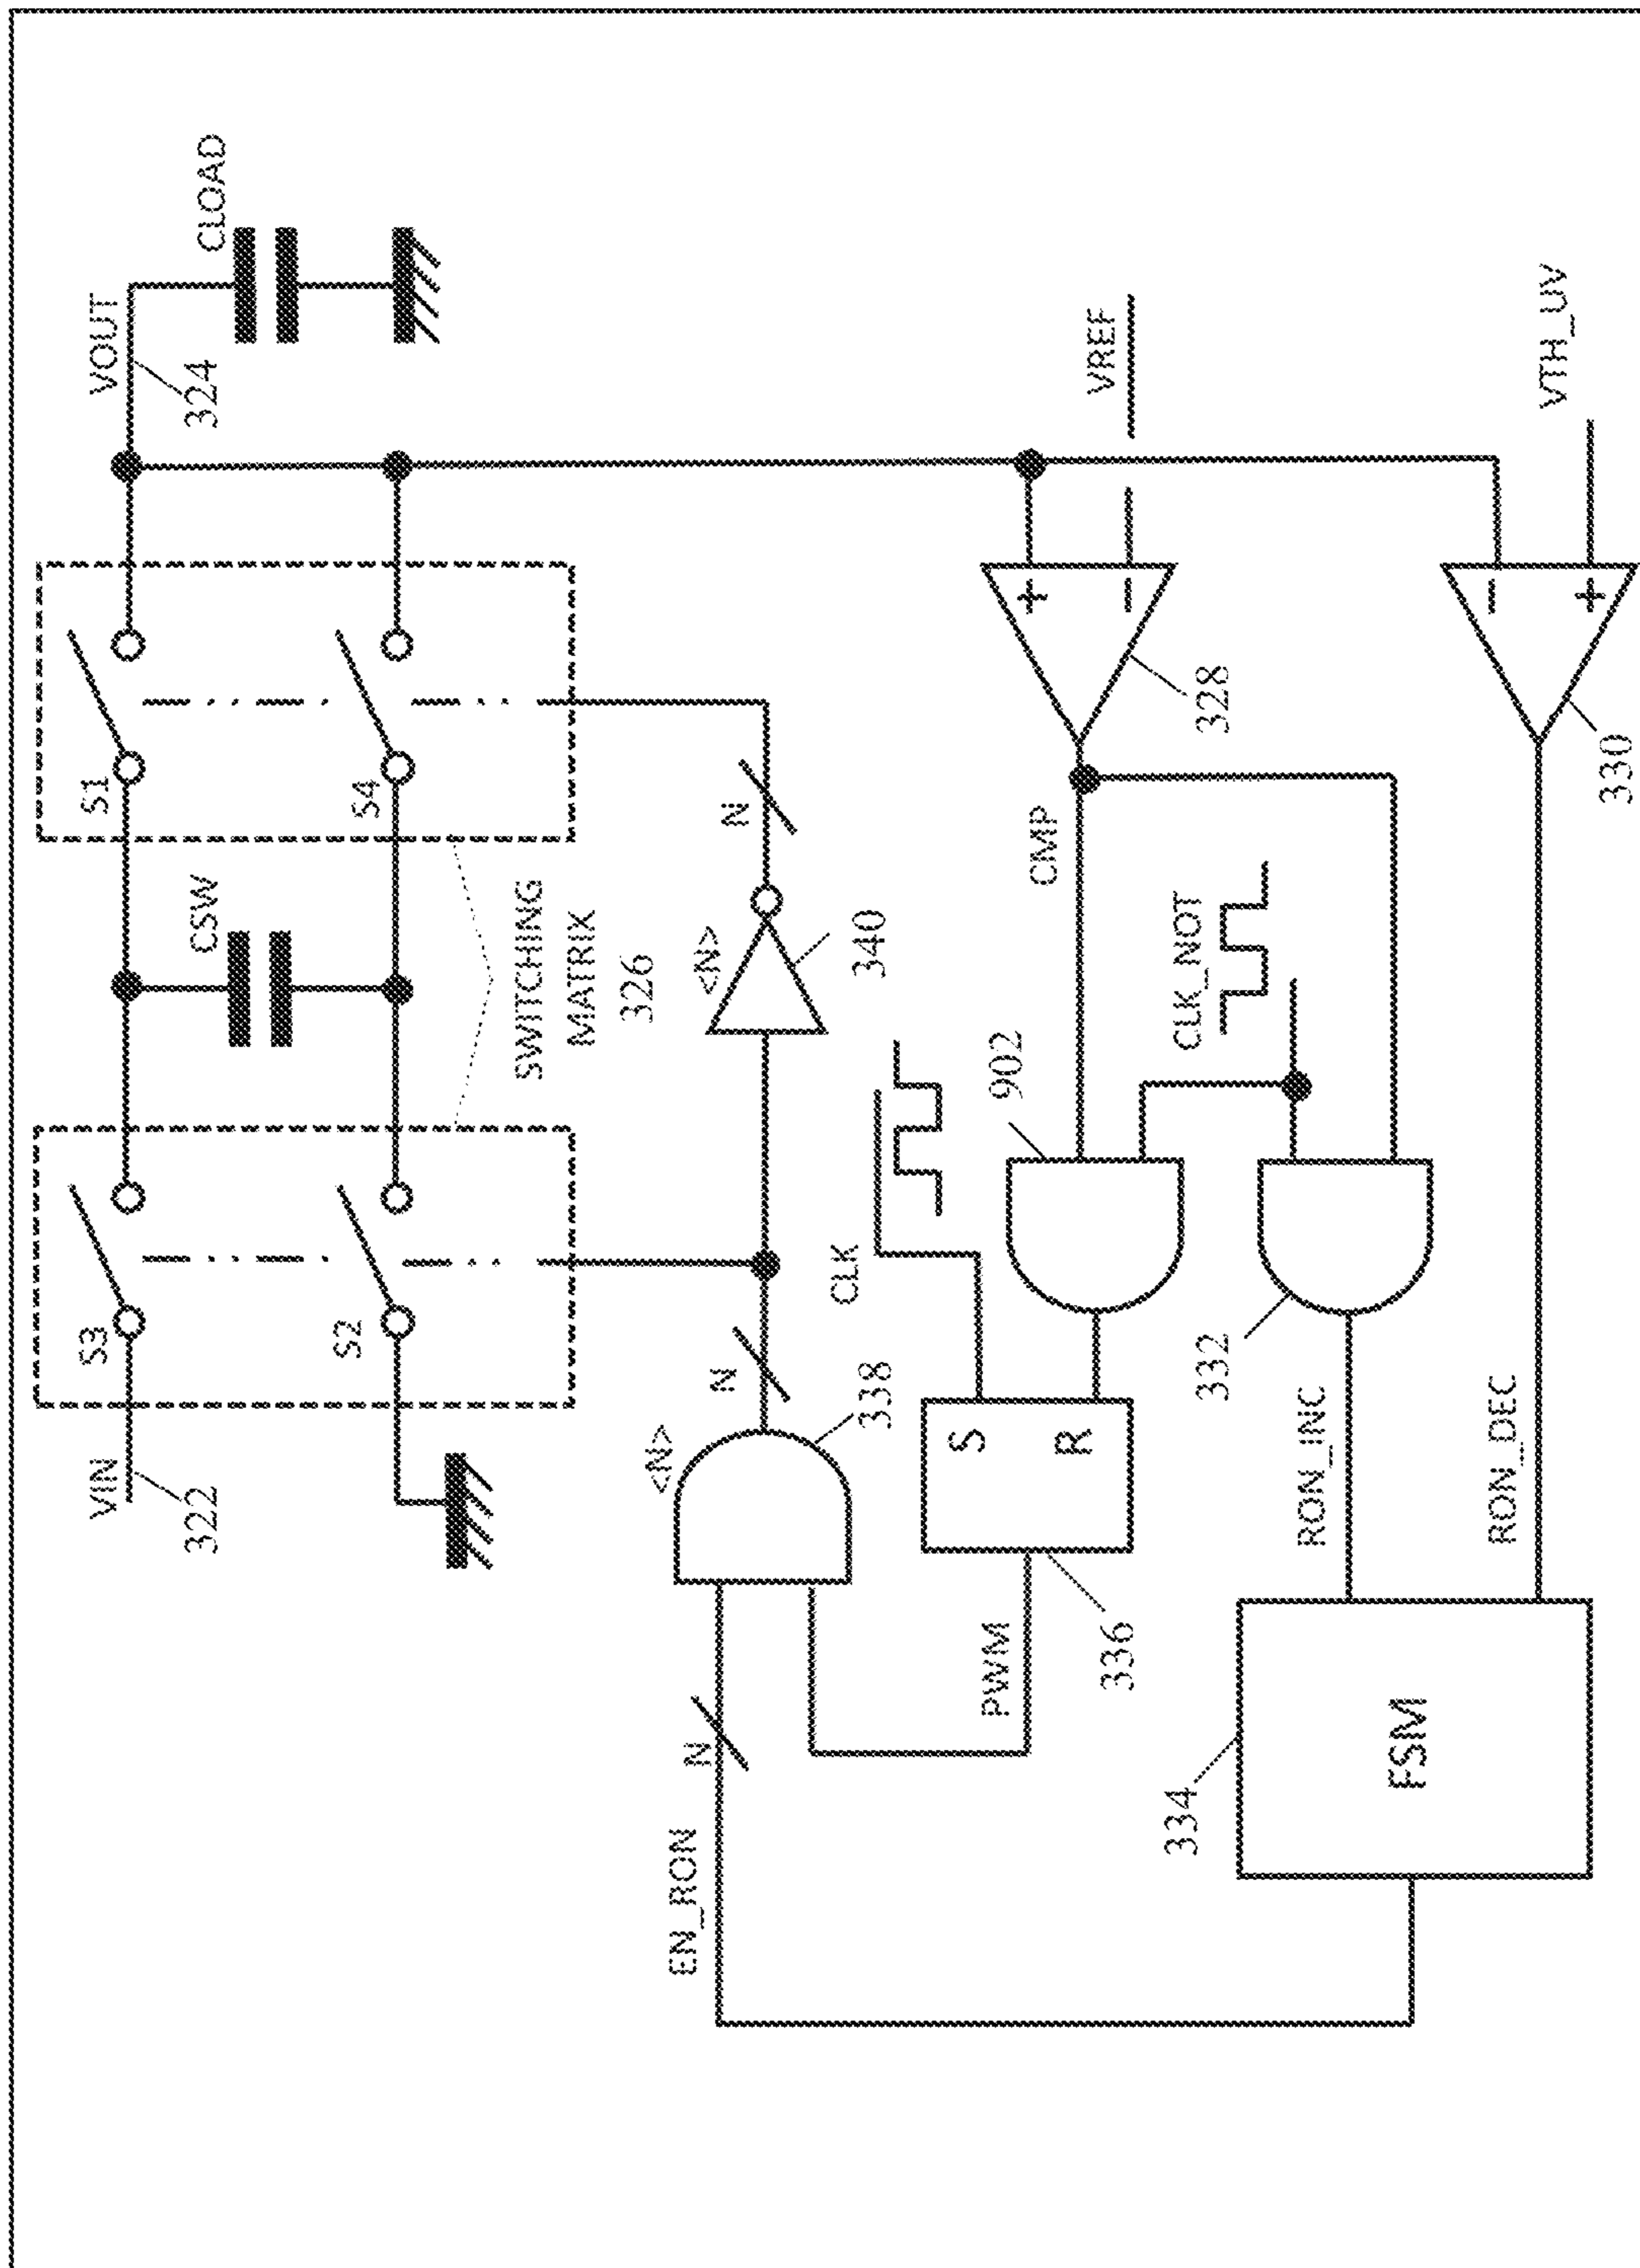 VIN
322
S3
S2
CSW
S1
S4
VOUT
324
CLOAD
SWITCHING
MATRIX
326
EN_RON
N
<N>
338
N
<N>
340
N
PWM
336
S
R
CLK
902
CMP
CLK_NOT
+
−
328
VREF
334
FSM
RON_INC
332
RON_DEC
−
+
330
VTH_UV